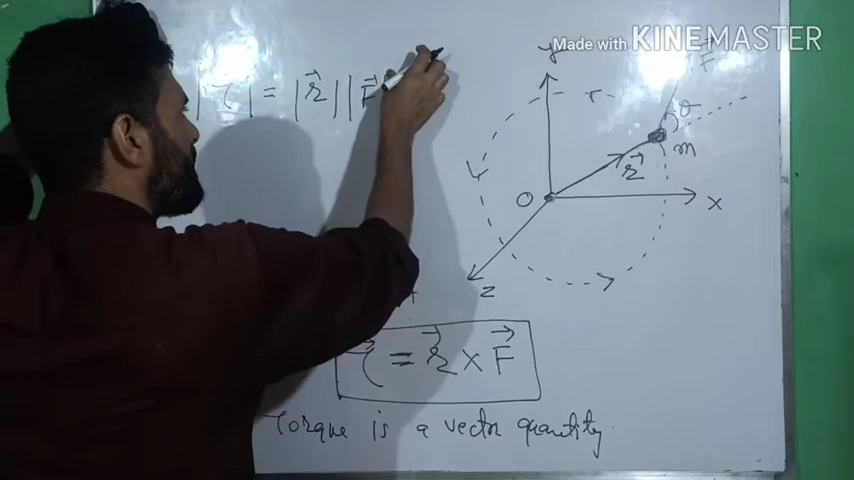 Made with KINEMASTER
|τ| = |r⃗||F⃗
y
F⃗
r
θ
m
r⃗
O
x
z
τ⃗ = r⃗ × F⃗
Torque is a vector quantity.